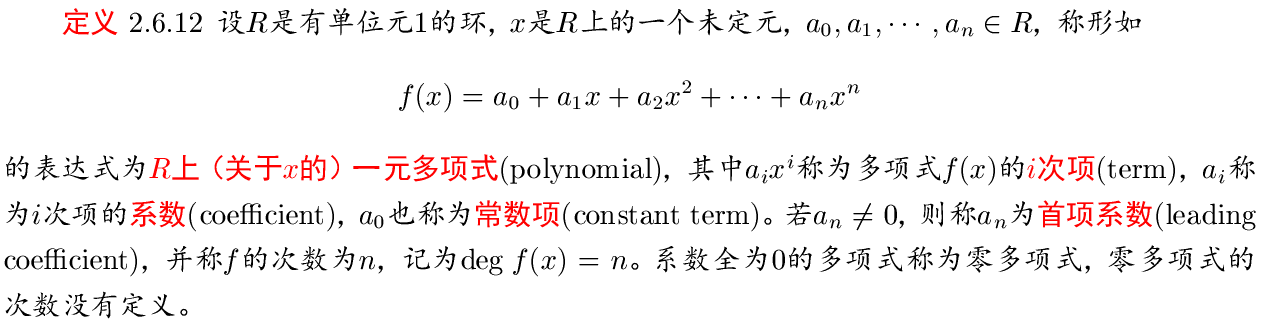 定义 2.6.12 设R是有单位元1的环，x是R上的一个未定元，a₀, a₁, ⋯ , aₙ ∈ R，称形如
f(x) = a₀ + a₁x + a₂x² + ⋯ + aₙxⁿ
的表达式为R上（关于x的）一元多项式(polynomial)，其中aᵢxⁱ称为多项式f(x)的i次项(term)，aᵢ称
为i次项的系数(coefficient)，a₀也称为常数项(constant term)。若aₙ ≠ 0，则称aₙ为首项系数(leading
coefficient)，并称f的次数为n，记为deg f(x) = n。系数全为0的多项式称为零多项式，零多项式的
次数没有定义。